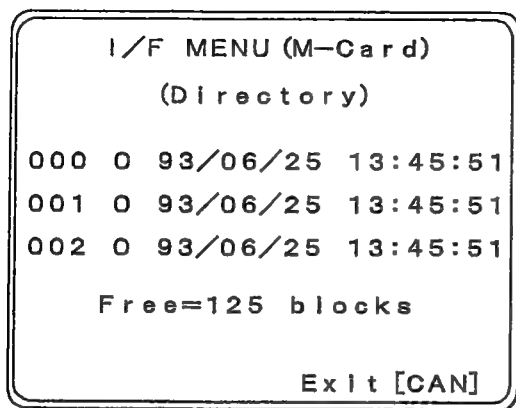 I/F MENU (M-Card)
(Directory)
000 0 93/06/25 13:45:51
001 0 93/06/25 13:45:51
002 0 93/06/25 13:45:51
Free=125 blocks
Exit [CAN]